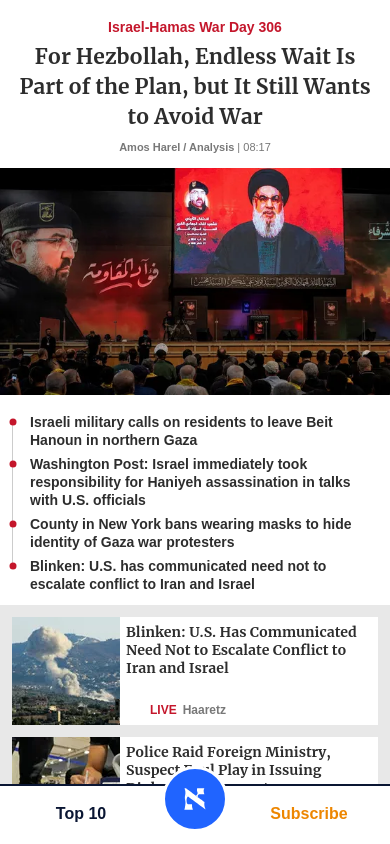 Israel-Hamas War Day 306
For Hezbollah, Endless Wait Is
Part of the Plan, but It Still Wants
to Avoid War
Amos Harel / Analysis | 08:17
فؤاد المقاومة
Israeli military calls on residents to leave Beit
Hanoun in northern Gaza
Washington Post: Israel immediately took
responsibility for Haniyeh assassination in talks
with U.S. officials
County in New York bans wearing masks to hide
identity of Gaza war protesters
Blinken: U.S. has communicated need not to
escalate conflict to Iran and Israel
Blinken: U.S. Has Communicated
Need Not to Escalate Conflict to
Iran and Israel
LIVE Haaretz
Police Raid Foreign Ministry,
Suspect Foul Play in Issuing
Top 10
Subscribe